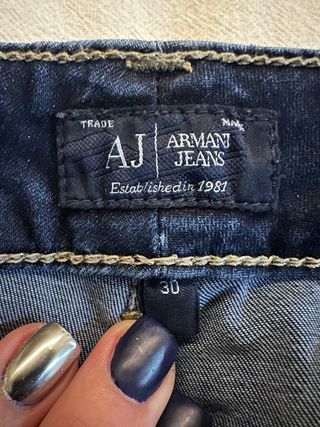 TRADE MARK
AJ ARMANI
JEANS
Established in 1981
30